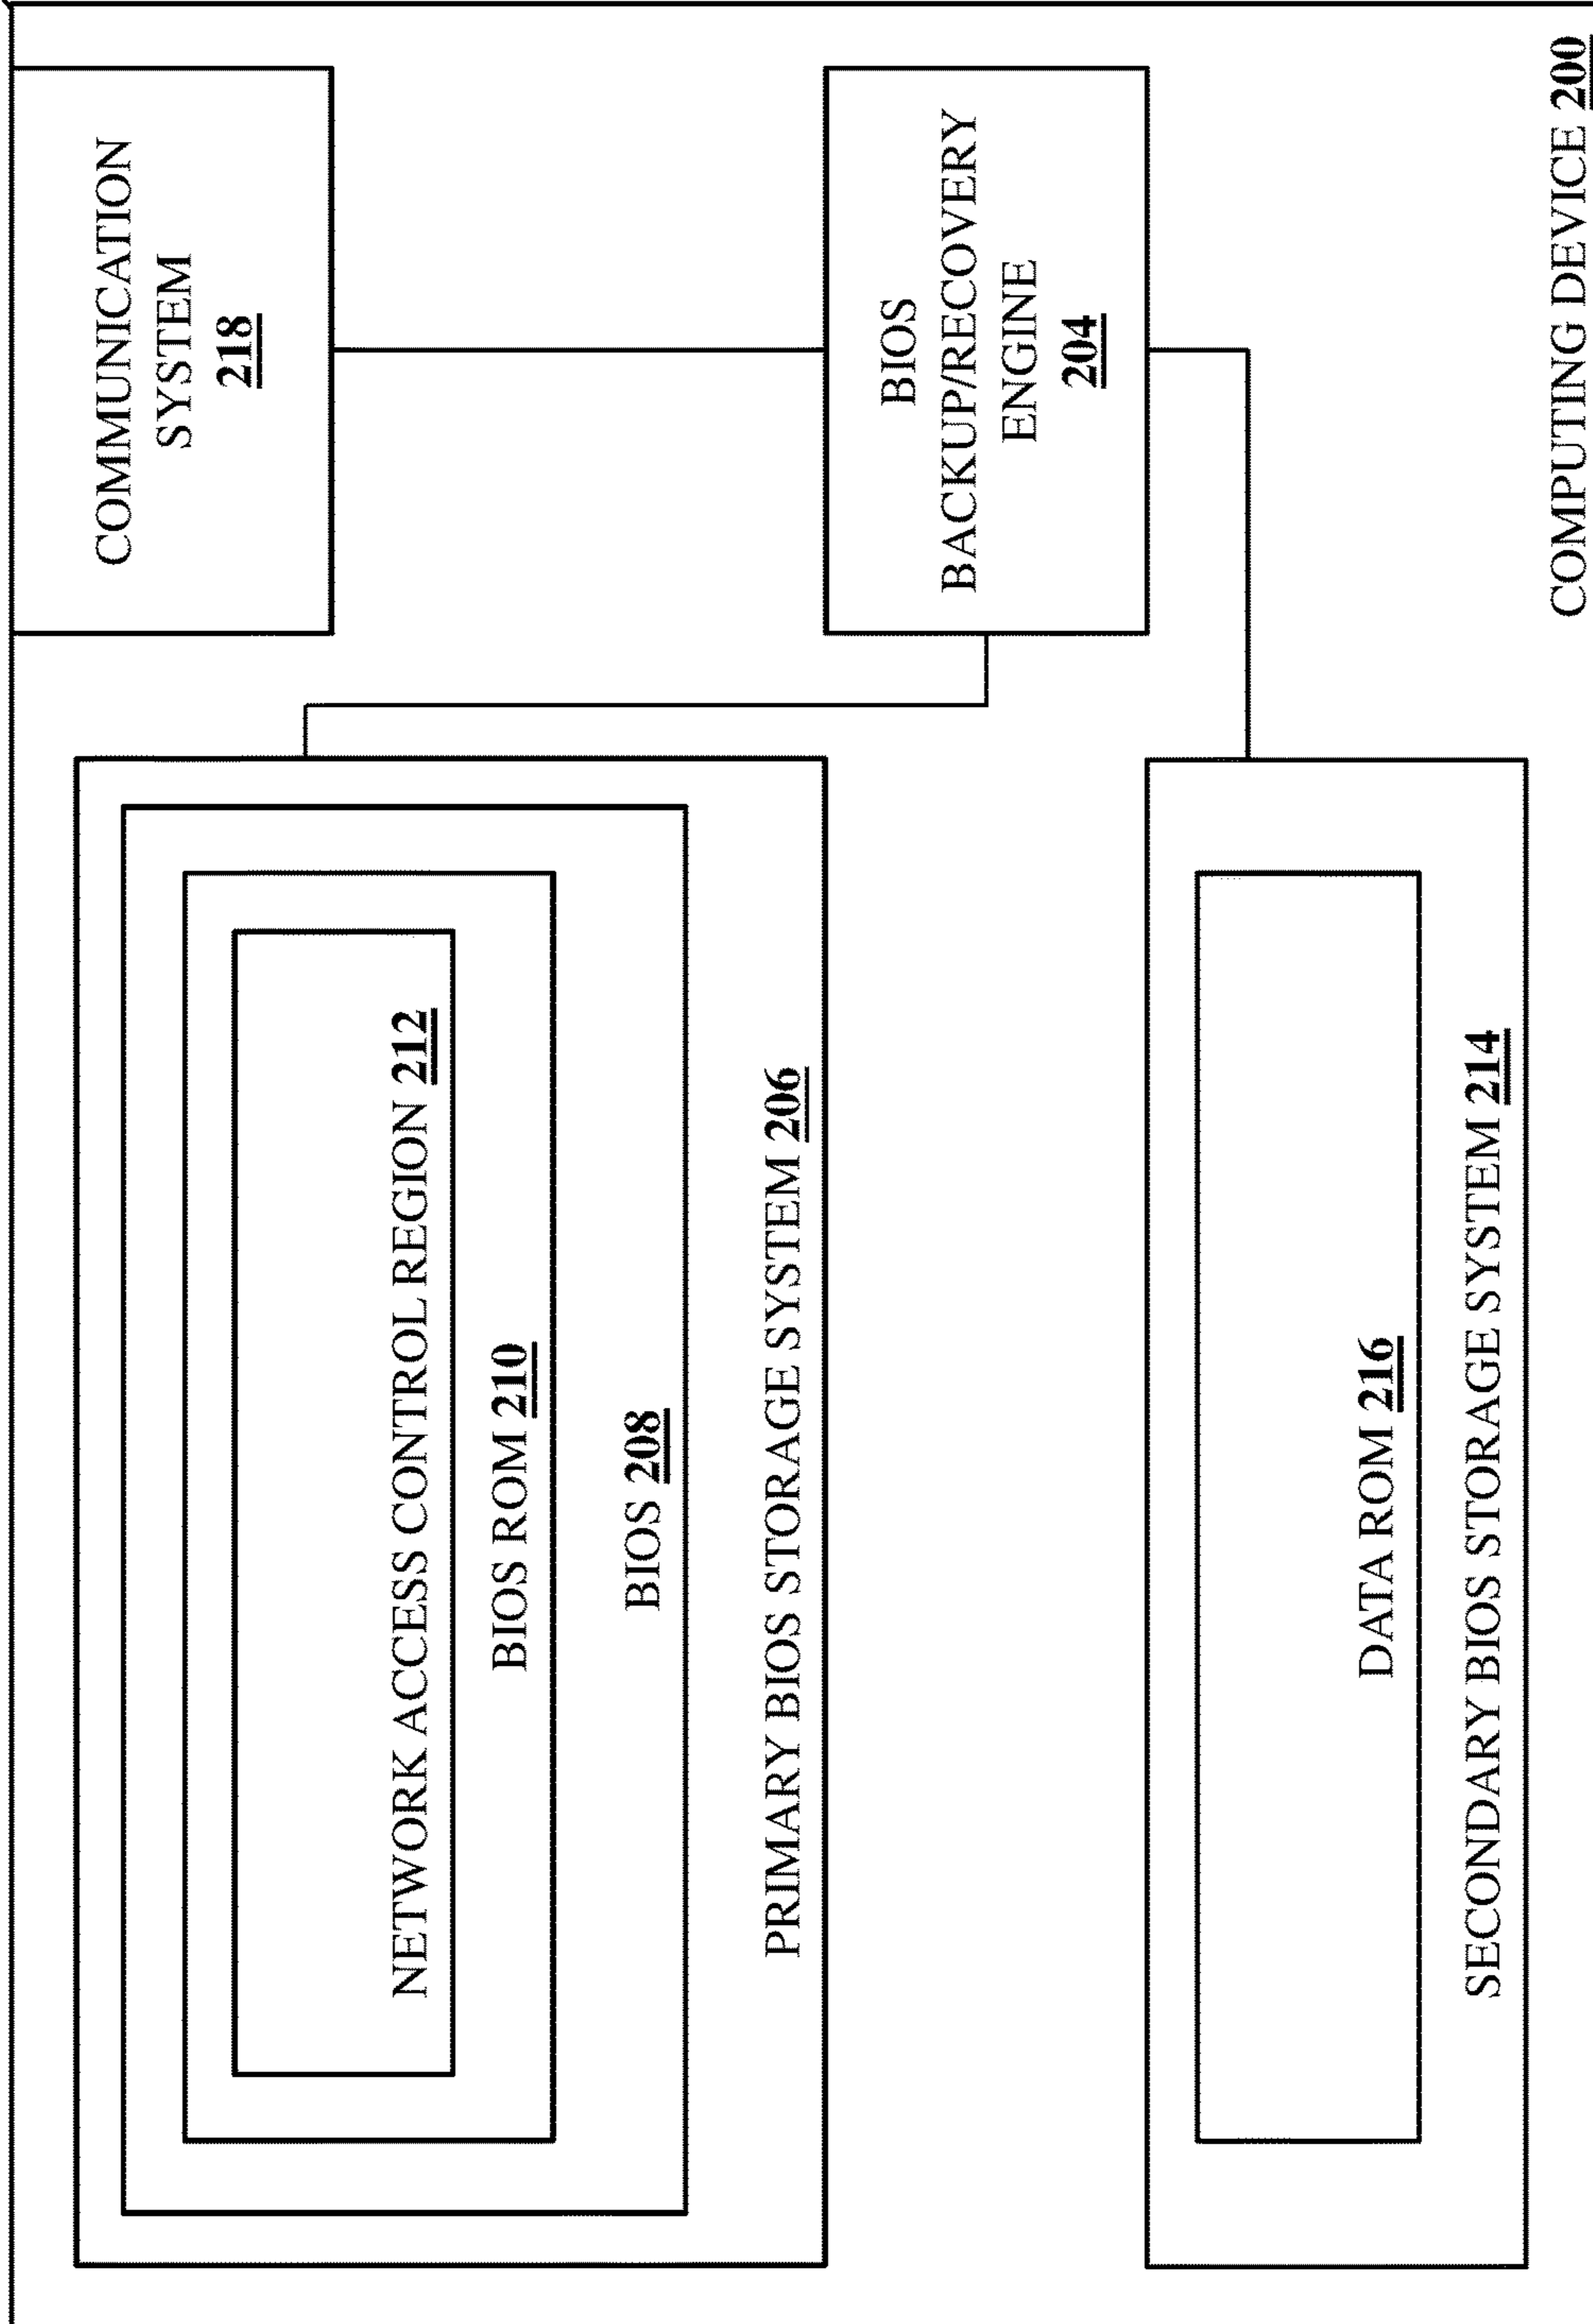 NETWORK ACCESS CONTROL REGION 212
BIOS ROM 210
BIOS 208
PRIMARY BIOS STORAGE SYSTEM 206
COMMUNICATION
SYSTEM
218
BIOS
BACKUP/RECOVERY
ENGINE
204
DATA ROM 216
SECONDARY BIOS STORAGE SYSTEM 214
COMPUTING DEVICE 200